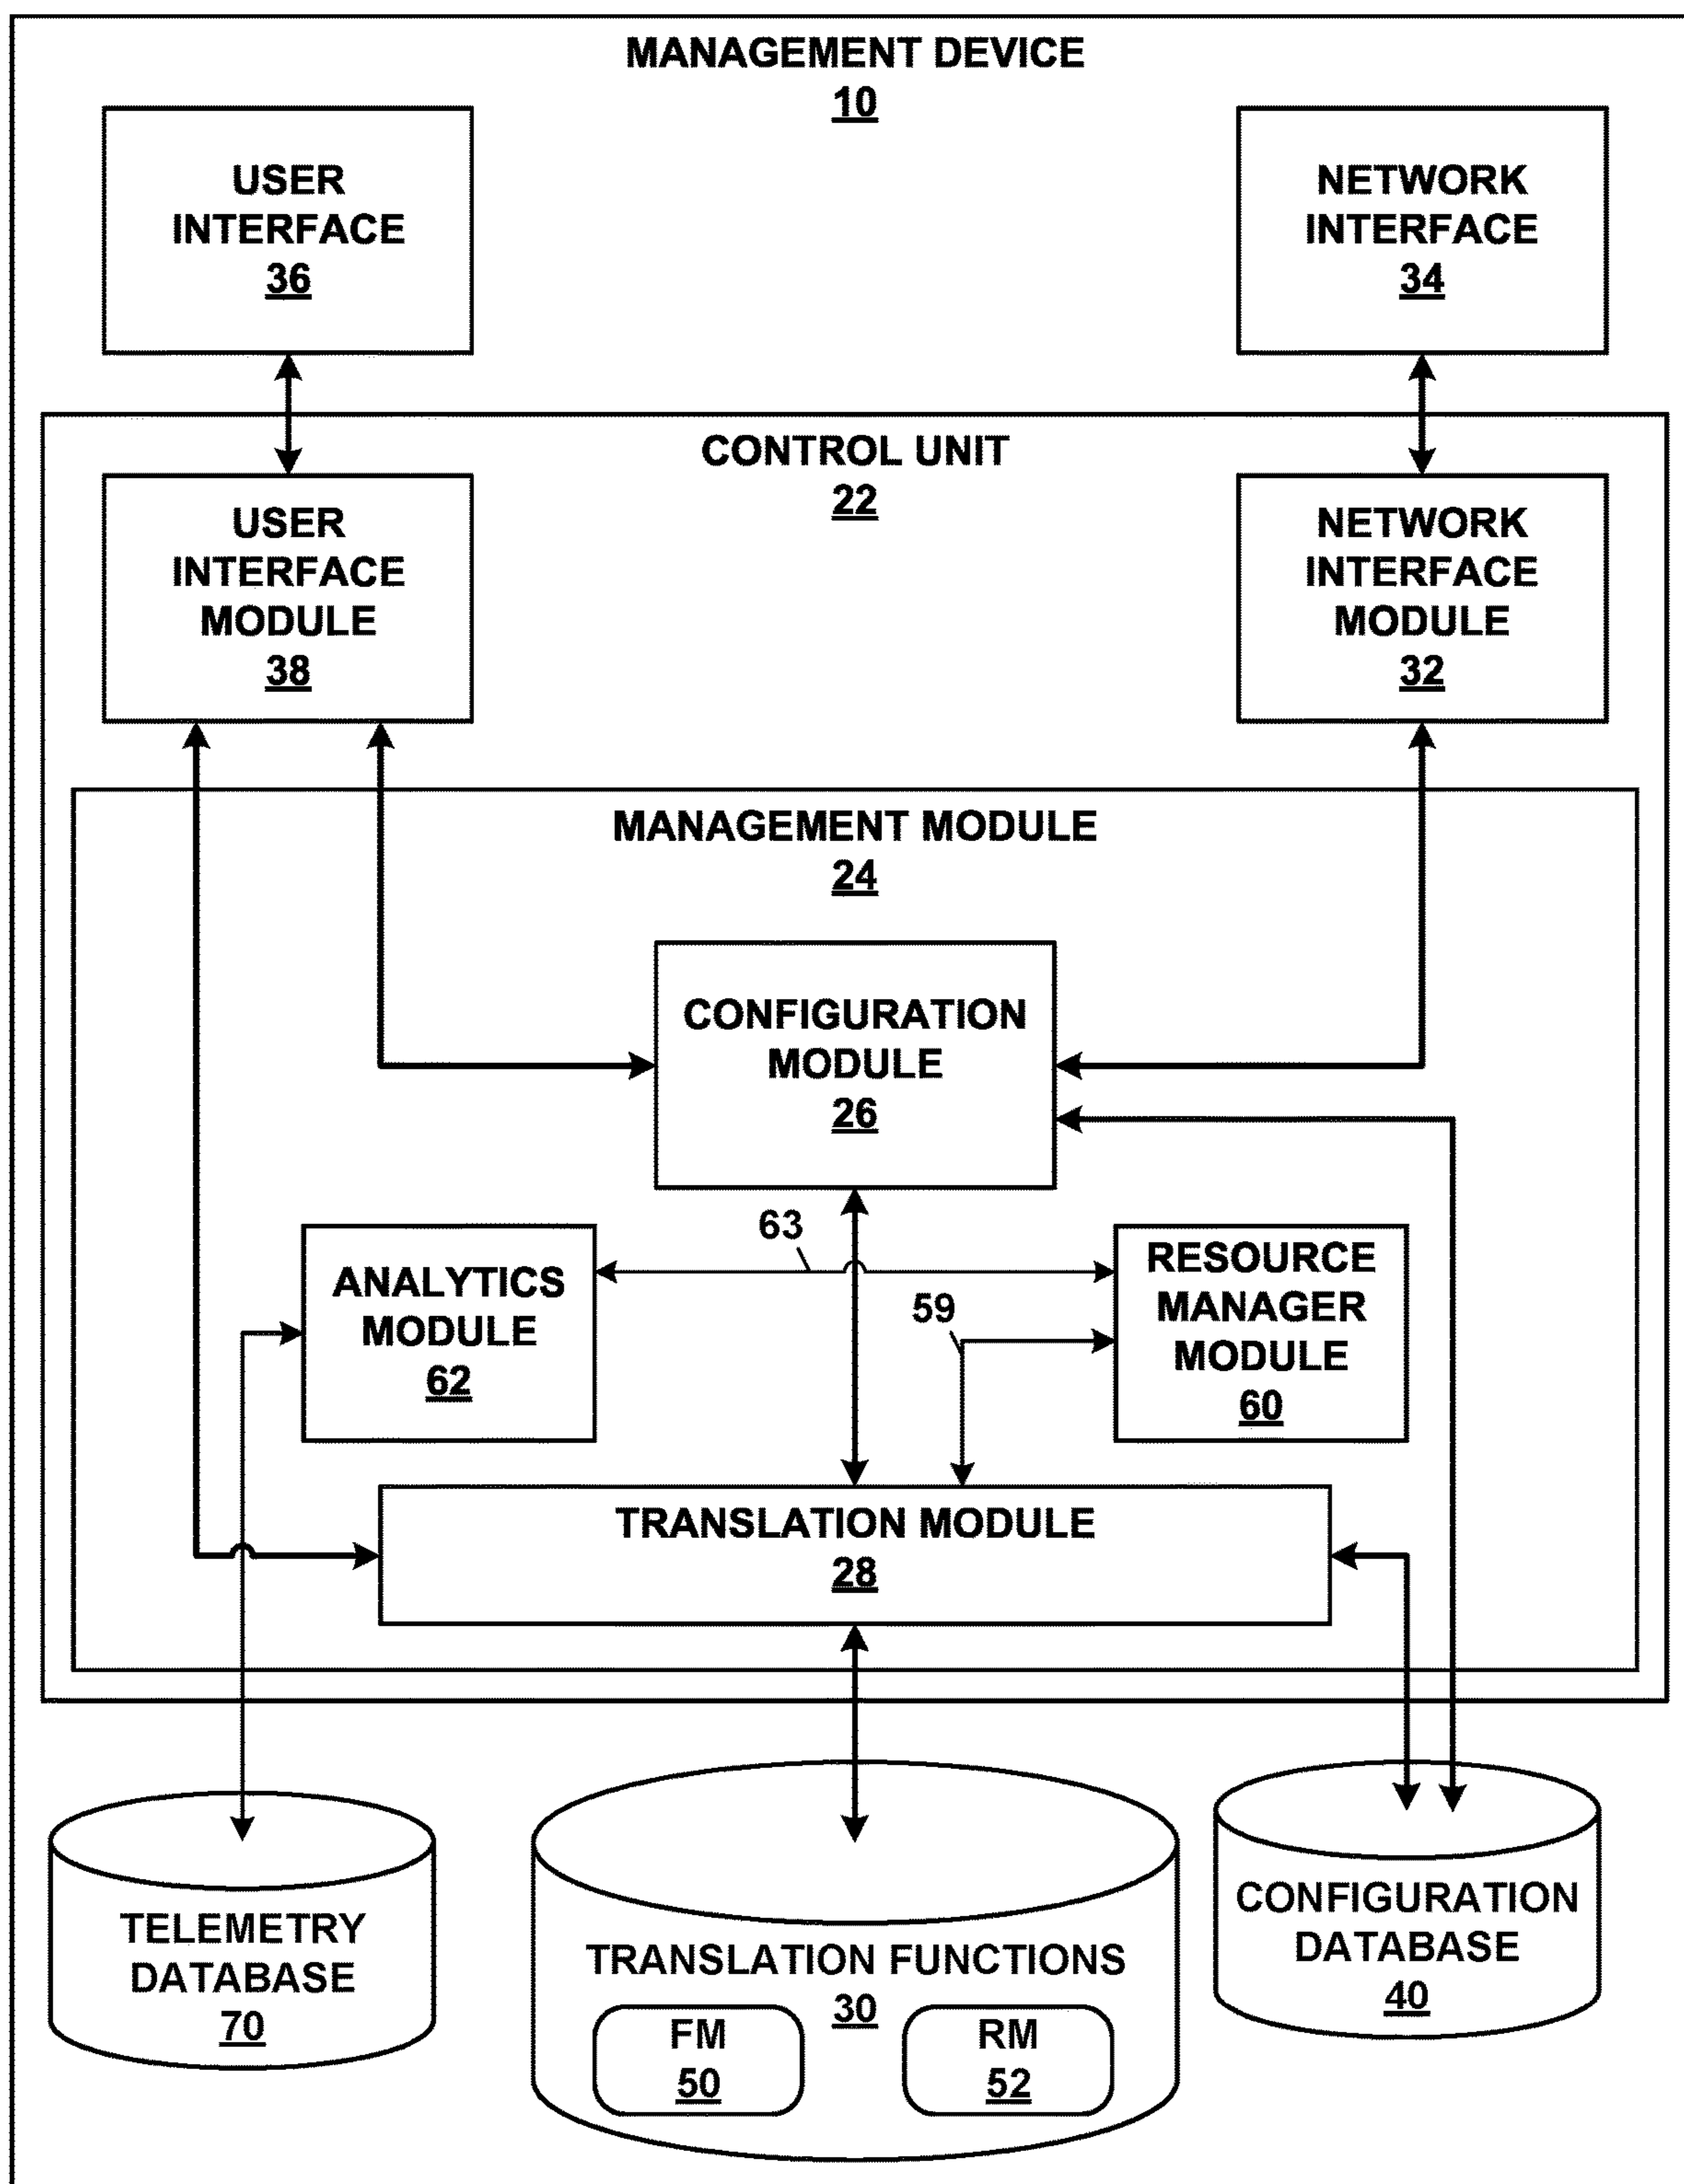 MANAGEMENT DEVICE
10
USER
INTERFACE
36
NETWORK
INTERFACE
34
CONTROL UNIT
22
USER
INTERFACE
MODULE
38
NETWORK
INTERFACE
MODULE
32
MANAGEMENT MODULE
24
CONFIGURATION
MODULE
26
63
ANALYTICS
MODULE
62
59
RESOURCE
MANAGER
MODULE
60
TRANSLATION MODULE
28
TELEMETRY
DATABASE
70
TRANSLATION FUNCTIONS
30
FM
50
RM
52
CONFIGURATION
DATABASE
40